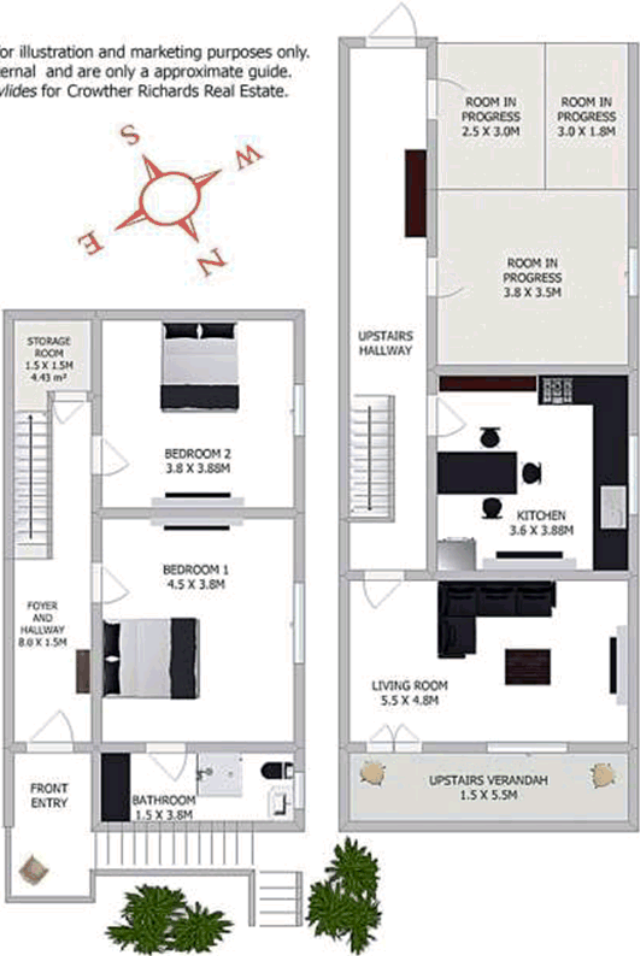 or illustration and marketing purposes only.
ternal and are only a approximate guide.
ylides for Crowther Richards Real Estate.
S
W
E
N
ROOM IN
PROGRESS
2.5 X 3.0M
ROOM IN
PROGRESS
3.0 X 1.8M
ROOM IN
PROGRESS
3.8 X 3.5M
UPSTAIRS
HALLWAY
STORAGE
ROOM
1.5 X 1.5M
4.43 m²
BEDROOM 2
3.8 X 3.88M
KITCHEN
3.6 X 3.88M
BEDROOM 1
4.5 X 3.8M
FOYER
AND
HALLWAY
8.0 X 1.5M
LIVING ROOM
5.5 X 4.8M
FRONT
ENTRY
BATHROOM
1.5 X 3.8M
UPSTAIRS VERANDAH
1.5 X 5.5M